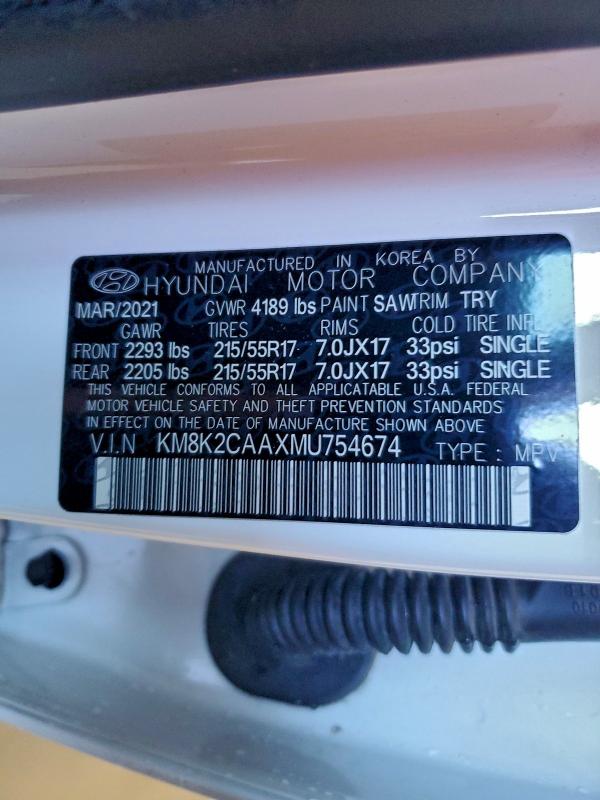 MANUFACTURED IN KOREA BY
HYUNDAI MOTOR COMPANY
MAR/2021 GVWR 4189 lbs PAINT SAW TRIM TRY
GAWR TIRES RIMS COLD TIRE INFL
FRONT 2293 lbs 215/55R17 7.0JX17 33psi SINGLE
REAR 2205 lbs 215/55R17 7.0JX17 33psi SINGLE
THIS VEHICLE CONFORMS TO ALL APPLICATABLE U.S.A. FEDERAL
MOTOR VEHICLE SAFETY AND THEFT PREVENTION STANDARDS
IN EFFECT ON THE DATE OF MANUFACTURE SHOWN ABOVE
V.I.N KM8K2CAAXMU754674 TYPE : MPV